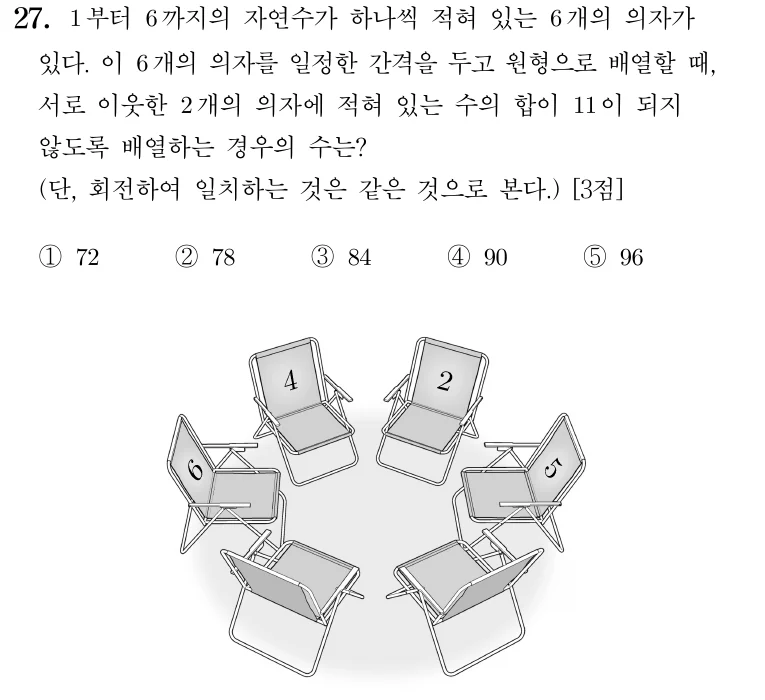 27. 1부터 6까지의 자연수가 하나씩 적혀 있는 6개의 의자가
있다. 이 6개의 의자를 일정한 간격을 두고 원형으로 배열할 때,
서로 이웃한 2개의 의자에 적혀 있는 수의 합이 11이 되지
않도록 배열하는 경우의 수는?
(단, 회전하여 일치하는 것은 같은 것으로 본다.) [3점]
① 72 ② 78 ③ 84 ④ 90 ⑤ 96
4 2
6 5